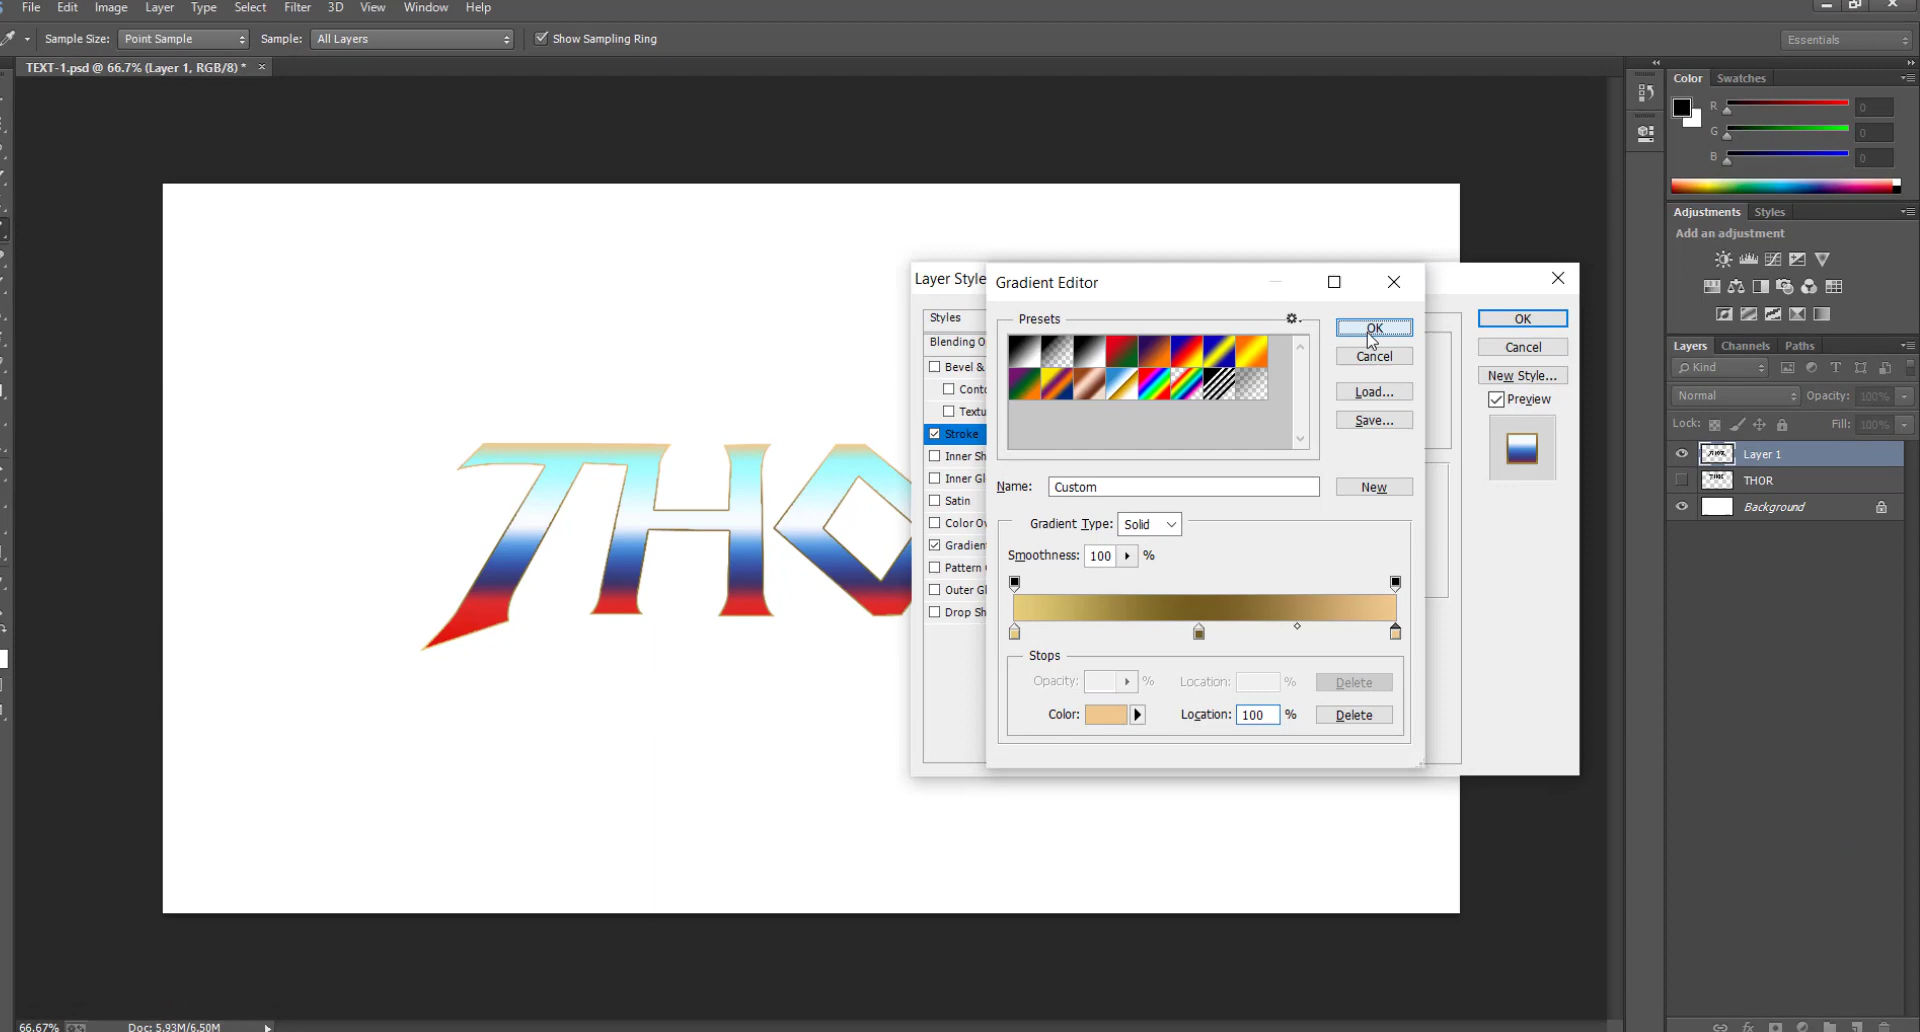 File Edit Image Layer Type Select Filter 3D View Window Help
Sample Size: Point Sample Sample: All Layers Show Sampling Ring Essentials
TEXT-1.psd @ 66.7% (Layer 1, RGB/8) * ×
Color Swatches
R 0
G 0
B 0
Adjustments Styles
Add an adjustment
Layers Channels Paths
Kind
Normal Opacity: 100%
Lock: Fill: 100%
Layer 1
THOR
Background
THO
Layer Style
Styles
Blending O
Bevel &
Conto
Textu
Stroke
Inner Sh
Inner Gl
Satin
Color Ov
Gradient
Pattern
Outer Gl
Drop Sh
OK
Cancel
New Style...
Preview
Gradient Editor
Presets
OK
Cancel
Load...
Save...
Name: Custom New
Gradient Type: Solid
Smoothness: 100 %
Stops
Opacity: % Location: % Delete
Color: Location: 100 % Delete
66.67% Doc: 5.93M/6.50M